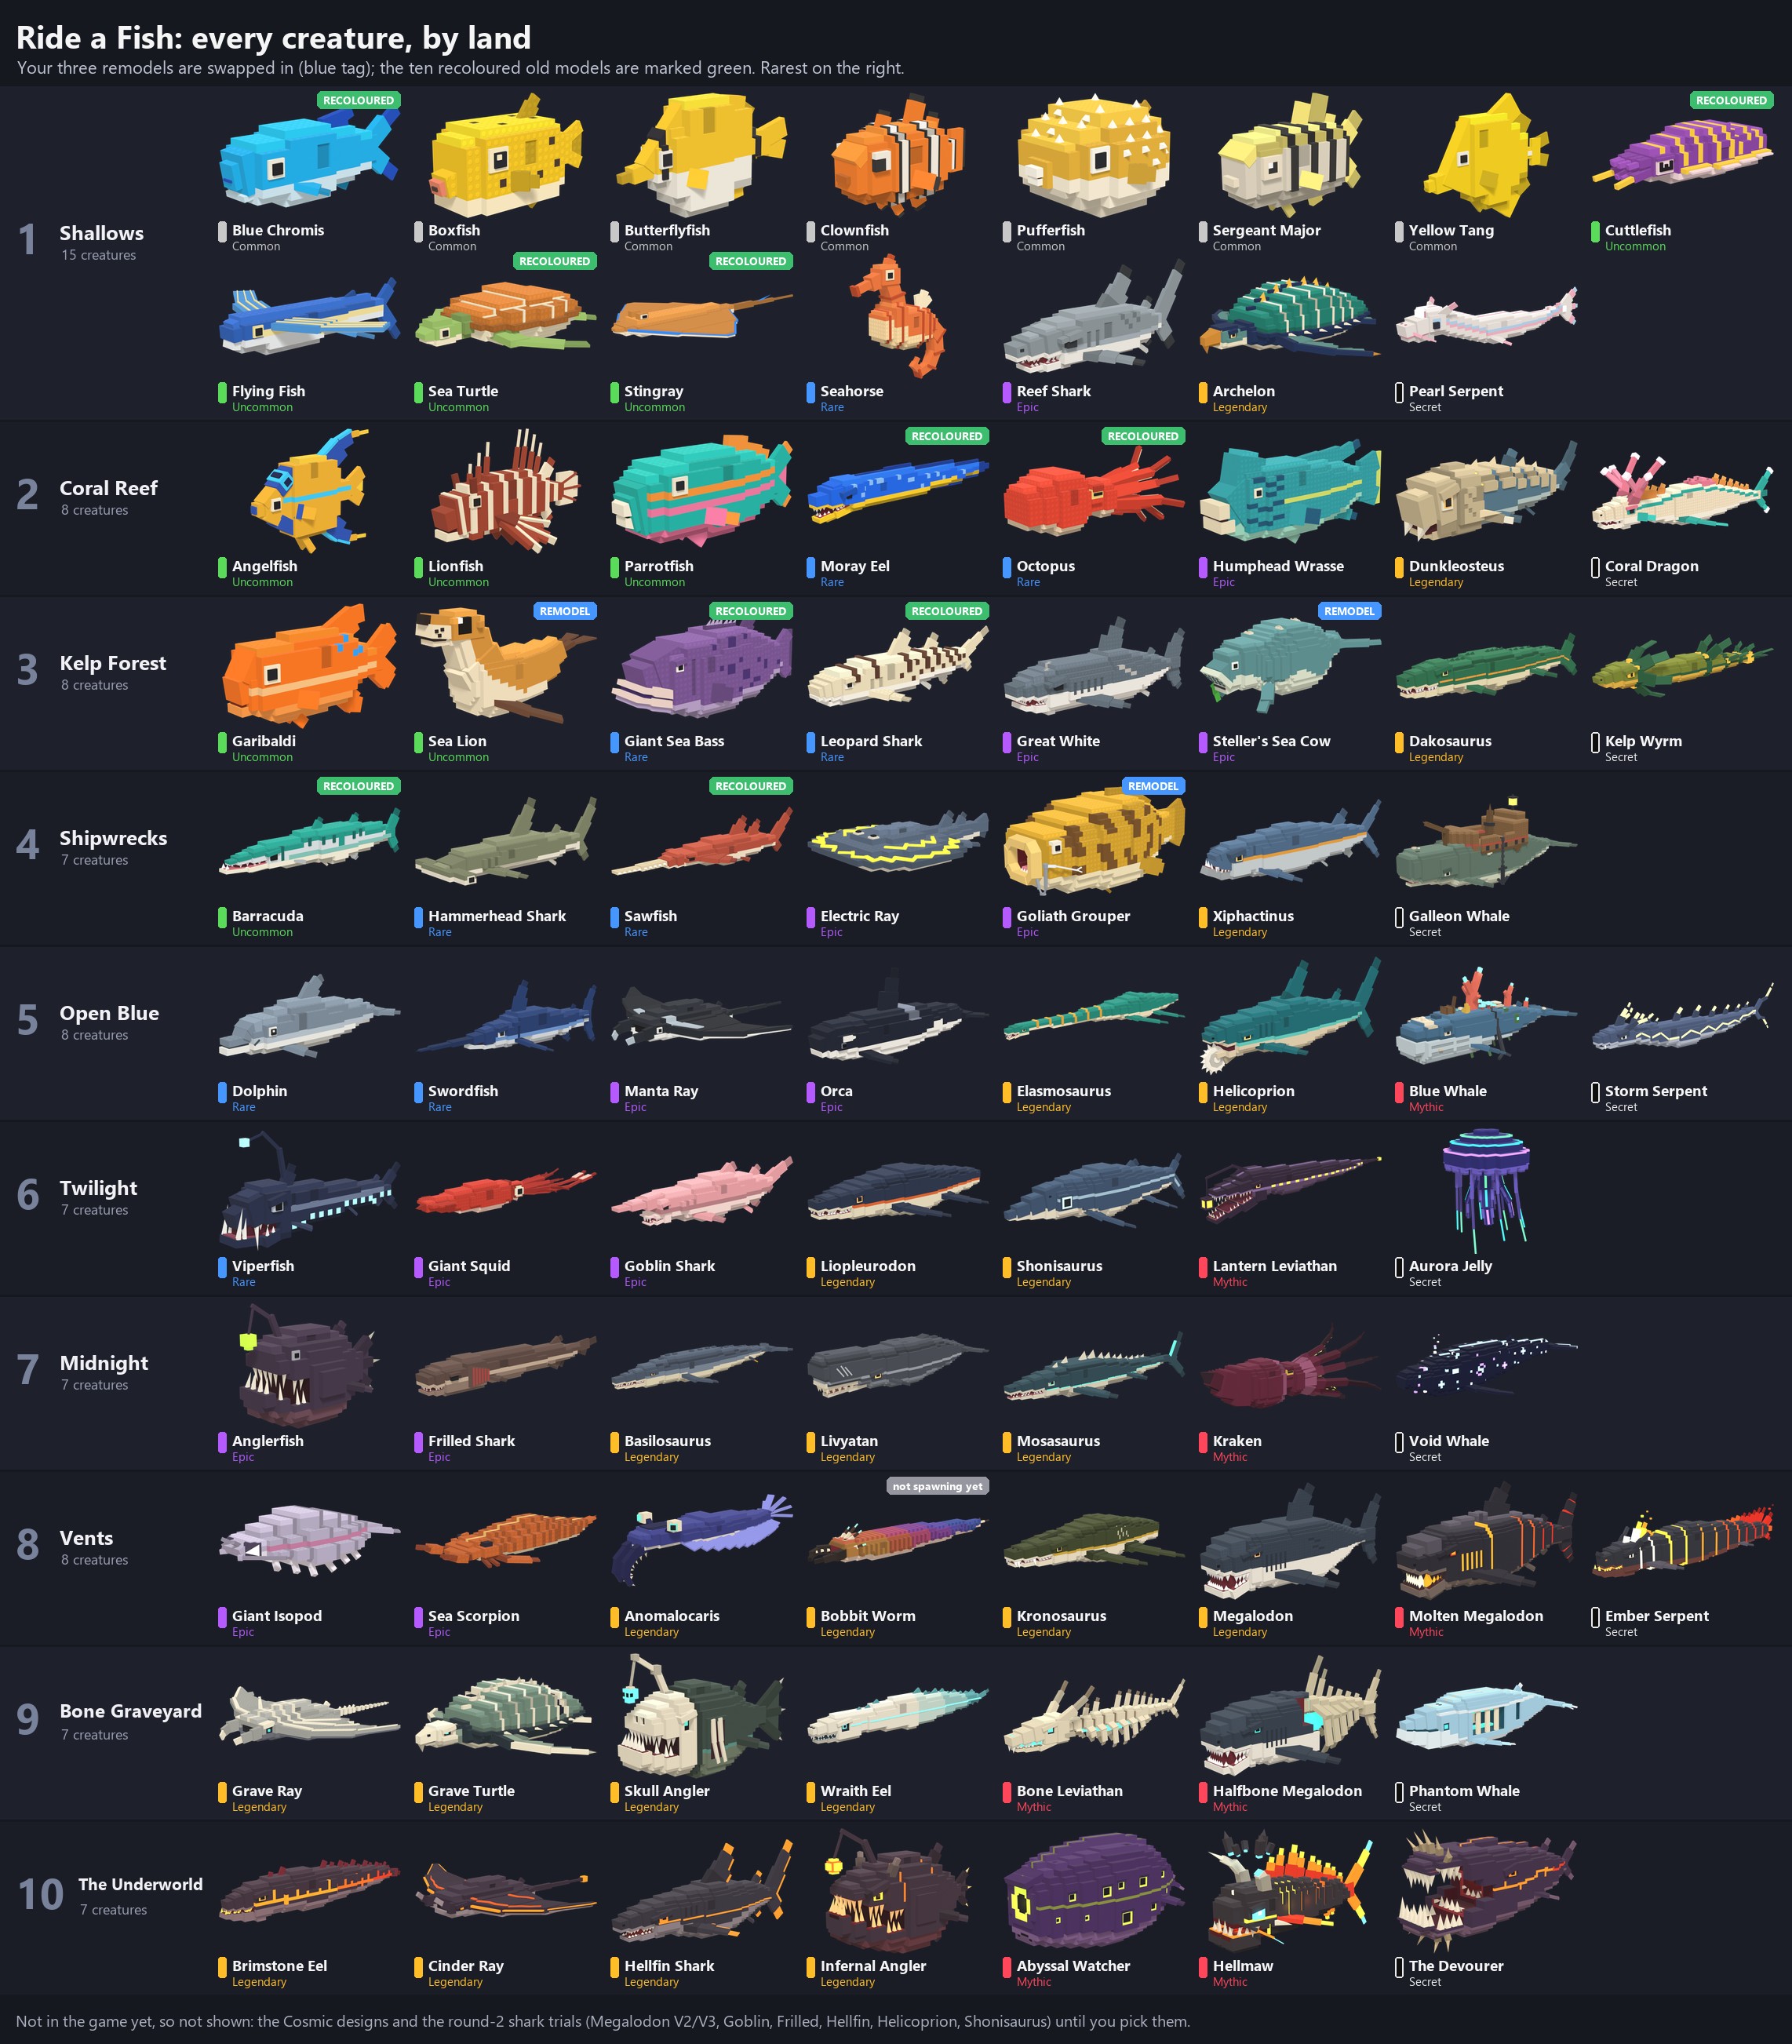 Ride a Fish: every creature, by land
Your three remodels are swapped in (blue tag); the ten recoloured old models are marked green. Rarest on the right.
RECOLOURED RECOLOURED
1 Shallows
15 creatures
Blue Chromis Boxfish Butterflyfish Clownfish Pufferfish Sergeant Major Yellow Tang Cuttlefish
Common Common Common Common Common Common Common Uncommon
RECOLOURED RECOLOURED
Flying Fish Sea Turtle Stingray Seahorse Reef Shark Archelon Pearl Serpent
Uncommon Uncommon Uncommon Rare Epic Legendary Secret
RECOLOURED RECOLOURED
2 Coral Reef
8 creatures
Angelfish Lionfish Parrotfish Moray Eel Octopus Humphead Wrasse Dunkleosteus Coral Dragon
Uncommon Uncommon Uncommon Rare Rare Epic Legendary Secret
REMODEL RECOLOURED RECOLOURED REMODEL
3 Kelp Forest
8 creatures
Garibaldi Sea Lion Giant Sea Bass Leopard Shark Great White Steller's Sea Cow Dakosaurus Kelp Wyrm
Uncommon Uncommon Rare Rare Epic Epic Legendary Secret
RECOLOURED RECOLOURED REMODEL
4 Shipwrecks
7 creatures
Barracuda Hammerhead Shark Sawfish Electric Ray Goliath Grouper Xiphactinus Galleon Whale
Uncommon Rare Rare Epic Epic Legendary Secret
5 Open Blue
8 creatures
Dolphin Swordfish Manta Ray Orca Elasmosaurus Helicoprion Blue Whale Storm Serpent
Rare Rare Epic Epic Legendary Legendary Mythic Secret
6 Twilight
7 creatures
Viperfish Giant Squid Goblin Shark Liopleurodon Shonisaurus Lantern Leviathan Aurora Jelly
Rare Epic Epic Legendary Legendary Mythic Secret
7 Midnight
7 creatures
Anglerfish Frilled Shark Basilosaurus Livyatan Mosasaurus Kraken Void Whale
Epic Epic Legendary Legendary Legendary Mythic Secret
not spawning yet
8 Vents
8 creatures
Giant Isopod Sea Scorpion Anomalocaris Bobbit Worm Kronosaurus Megalodon Molten Megalodon Ember Serpent
Epic Epic Legendary Legendary Legendary Legendary Mythic Secret
9 Bone Graveyard
7 creatures
Grave Ray Grave Turtle Skull Angler Wraith Eel Bone Leviathan Halfbone Megalodon Phantom Whale
Legendary Legendary Legendary Legendary Mythic Mythic Secret
10 The Underworld
7 creatures
Brimstone Eel Cinder Ray Hellfin Shark Infernal Angler Abyssal Watcher Hellmaw The Devourer
Legendary Legendary Legendary Legendary Mythic Mythic Secret
Not in the game yet, so not shown: the Cosmic designs and the round-2 shark trials (Megalodon V2/V3, Goblin, Frilled, Hellfin, Helicoprion, Shonisaurus) until you pick them.